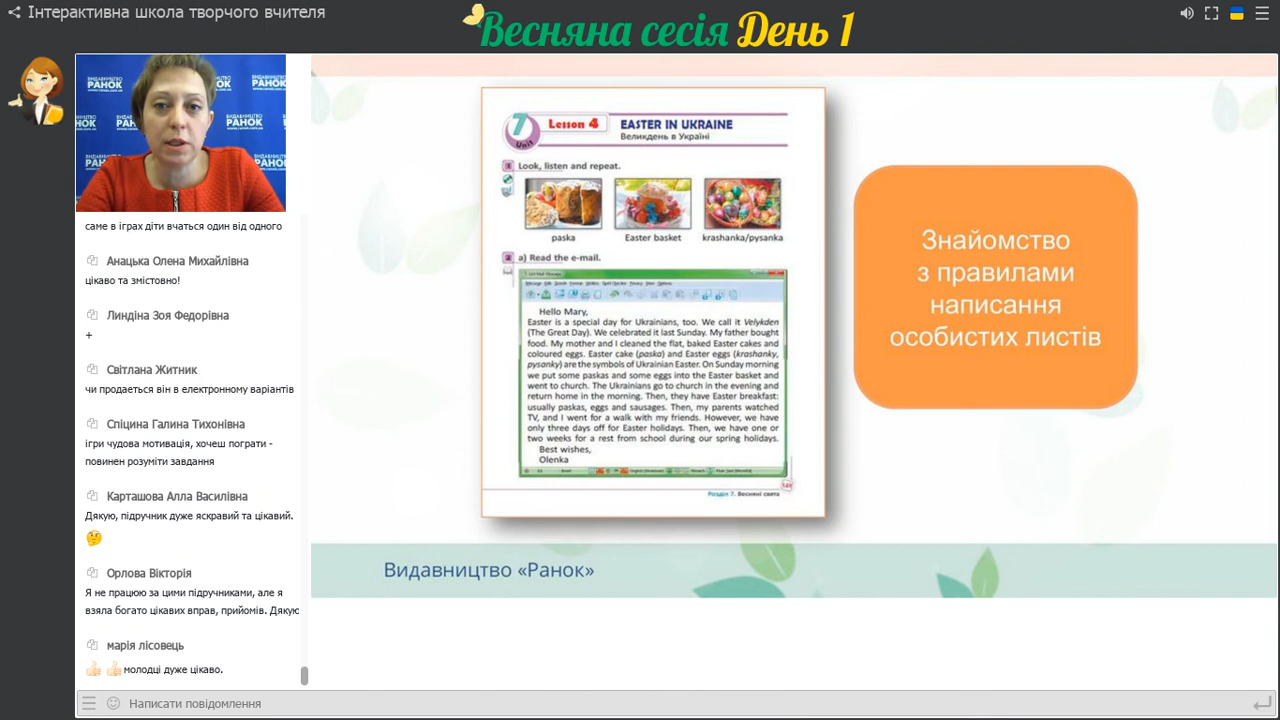 Інтерактивна школа творчого вчителя
Весняна сесія День 1
ВИДАВНИЦТВО
РАНОК
саме в іграх діти вчаться один від одного
Анацька Олена Михайлівна
цікаво та змістовно!
Линдіна Зоя Федорівна
+
Світлана Житник
чи продаеться він в електронному варіантв
Спіцина Галина Тихонівна
ігри чудова мотивація, хочеш пограти -
повинен розуміти завдання
Карташова Алла Василівна
Дякую, підручник дуже яскравий та цікавий.
Орлова Вікторія
Я не працюю за цими підручниками, але я
взяла богато цікавих вправ, прийомів. Дякую
марія лісовець
молодці дуже цікаво.
Написати повідомлення
7
Unit
Lesson 4
EASTER IN UKRAINE
Великдень в Україні
1 Look, listen and repeat.
paska
Easter basket
krashanka/pysanka
2 a) Read the e-mail.
Hello Mary,
Easter is a special day for Ukrainians, too. We call it Velykden
(The Great Day). We celebrated it last Sunday. My father bought
food. My mother and I cleaned the flat, baked Easter cakes and
coloured eggs. Easter cake (paska) and Easter eggs (krashanky,
pysanky) are the symbols of Ukrainian Easter. On Sunday morning
we put some paskas and some eggs into the Easter basket and
went to church. The Ukrainians go to church in the evening and
return home in the morning. Then, they have Easter breakfast:
usually paskas, eggs and sausages. Then, my parents watched
TV, and I went for a walk with my friends. However, we have
only three days off for Easter holidays. Then, we have one or
two weeks for a rest from school during our spring holidays.
Best wishes,
Olenka
Розділ 7. Весняні свята
Знайомство
з правилами
написання
особистих листів
Видавництво «Ранок»